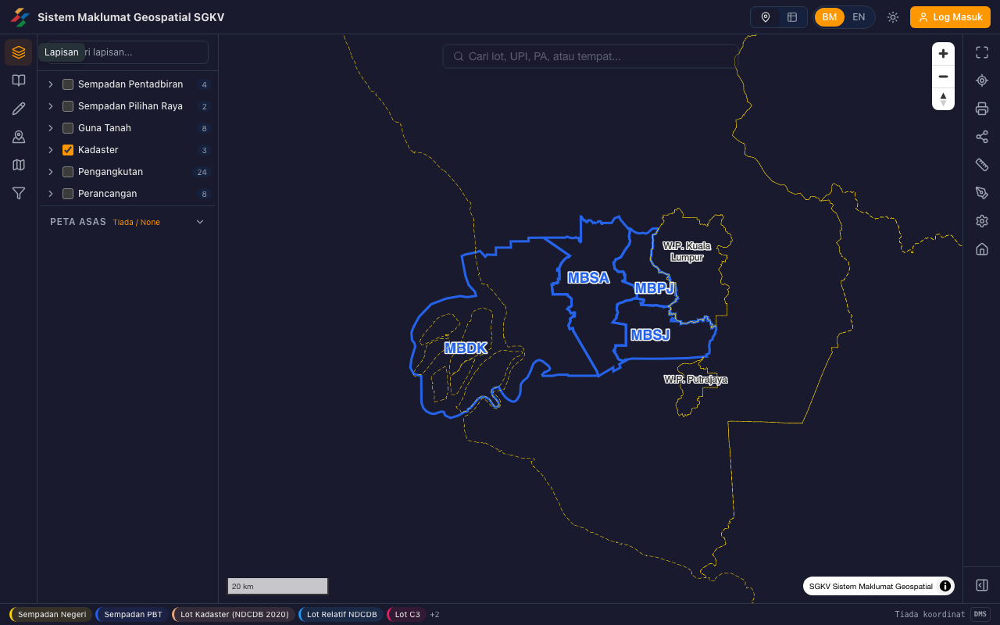 Sistem Maklumat Geospatial SGKV
BM
EN
Log Masuk
Lapisan
ri lapisan...
Cari lot, UPI, PA, atau tempat...
Sempadan Pentadbiran 4
Sempadan Pilihan Raya 2
Guna Tanah 8
Kadaster 3
Pengangkutan 24
Perancangan 8
PETA ASAS Tiada / None
W.P. Kuala
Lumpur
MBSA
MBPJ
MBSJ
MBDK
W.P. Putrajaya
20 km
SGKV Sistem Maklumat Geospatial
Sempadan Negeri
Sempadan PBT
Lot Kadaster (NDCDB 2020)
Lot Relatif NDCDB
Lot C3
+2
Tiada koordinat
DMS